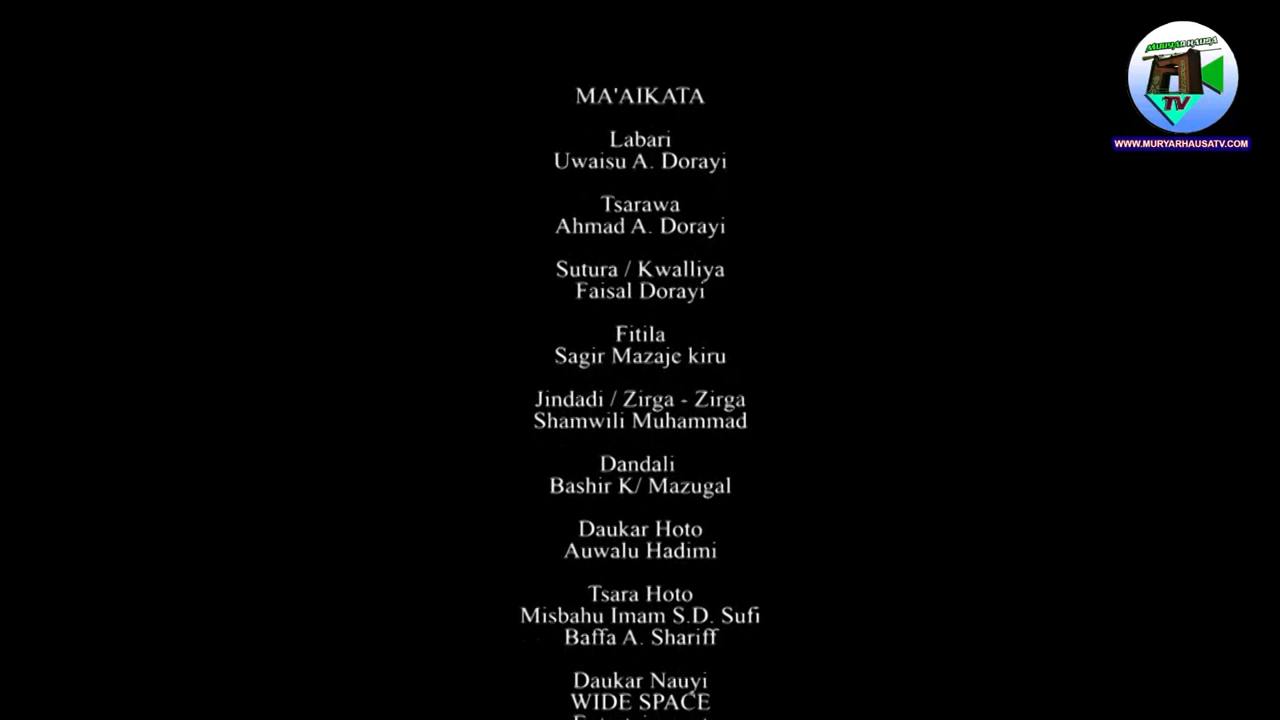 MURYAR HAUSA
TV
WWW.MURYARHAUSATV.COM
MA'AIKATA
Labari
Uwaisu A. Dorayi
Tsarawa
Ahmad A. Dorayi
Sutura / Kwalliya
Faisal Dorayi
Fitila
Sagir Mazaje kiru
Jindadi / Zirga - Zirga
Shamwili Muhammad
Dandali
Bashir K/ Mazugal
Daukar Hoto
Auwalu Hadimi
Tsara Hoto
Misbahu Imam S.D. Sufi
Baffa A. Shariff
Daukar Nauyi
WIDE SPACE